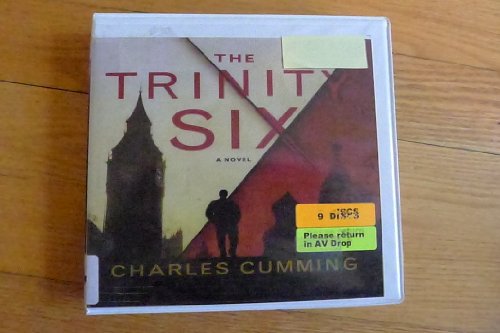 THE
TRINITY
SIX
A NOVEL
9 DISCS
Please return
in AV Drop
CHARLES CUMMING